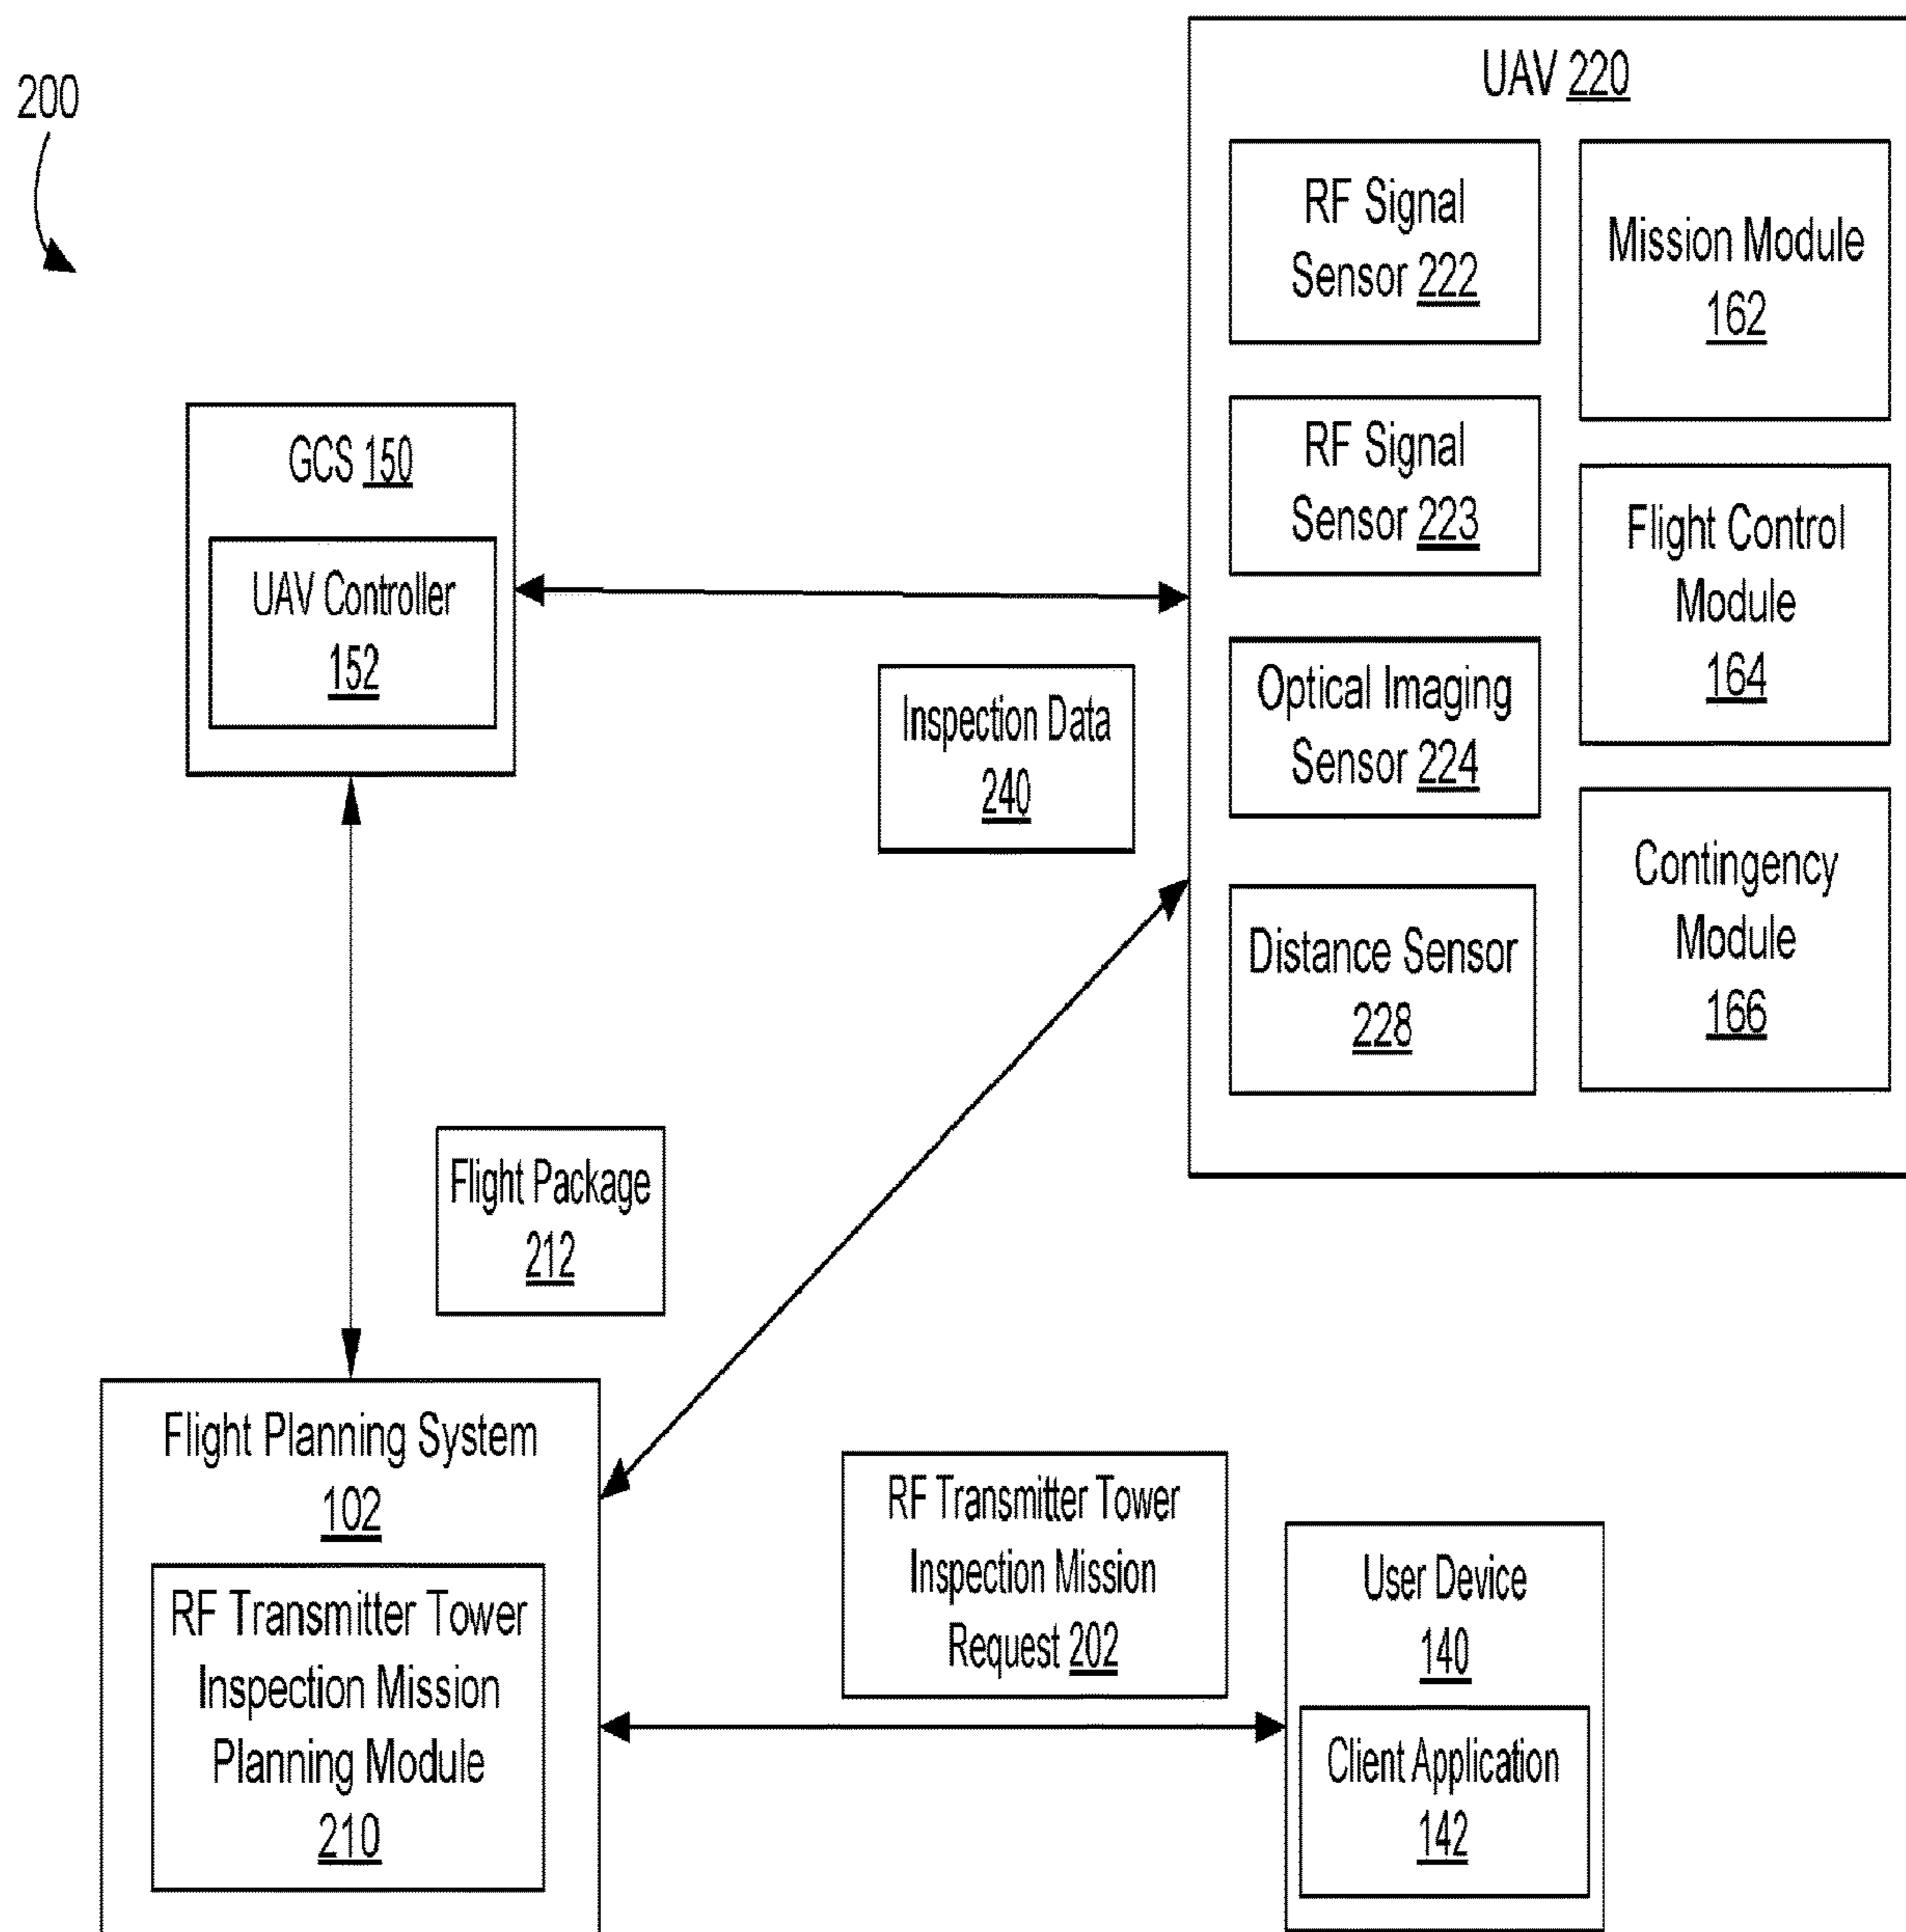 200
UAV 220
RF Signal
Sensor 222
Mission Module
162
RF Signal
Sensor 223
Flight Control
Module
164
Optical Imaging
Sensor 224
Contingency
Module
166
Distance Sensor
228
GCS 150
UAV Controller
152
Inspection Data
240
Flight Package
212
Flight Planning System
102
RF Transmitter Tower
Inspection Mission
Planning Module
210
RF Transmitter Tower
Inspection Mission
Request 202
User Device
140
Client Application
142